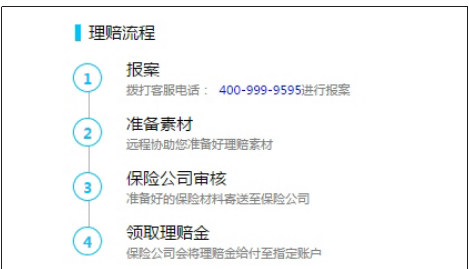 理赔流程
1 报案
拨打客服电话： 400-999-9595进行报案
2 准备素材
远程协助您准备好理赔素材
3 保险公司审核
准备好的保险材料寄送至保险公司
4 领取理赔金
保险公司会将理赔金给付至指定账户